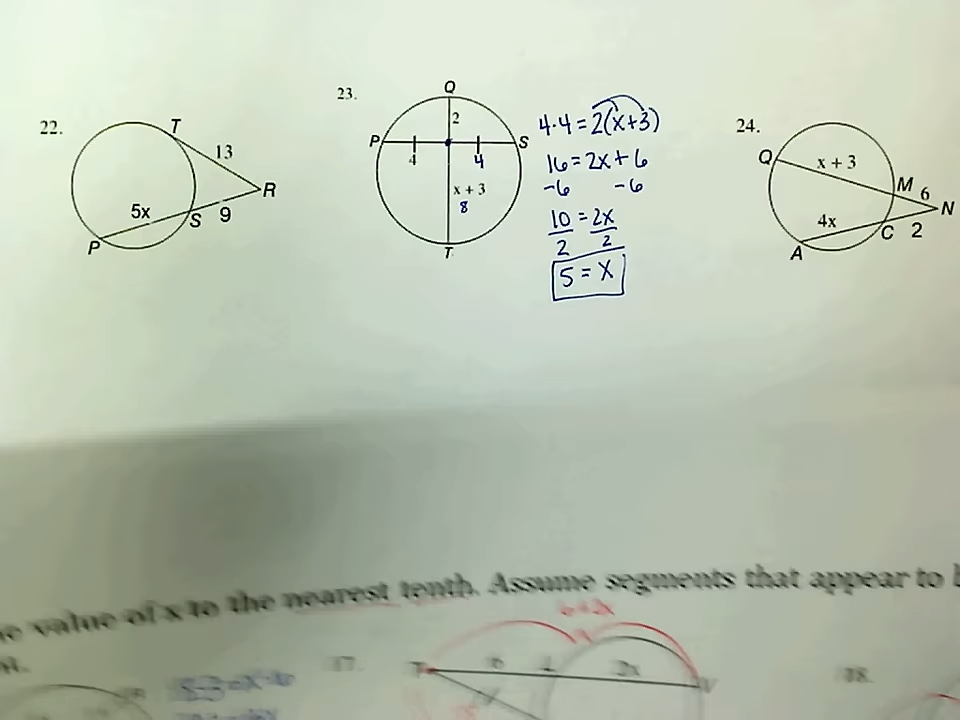 22.
T
13
R
5x
S
9
P
23.
Q
2
P
S
4
4
x + 3
8
T
4·4 = 2(x+3)
16 = 2x + 6
-6 -6
10 = 2x
2 2
5 = x
24.
Q
x + 3
M
6
N
4x
C
2
A
e value of x to the nearest tenth. Assume segments that appear to b
17.
6
2x
18.